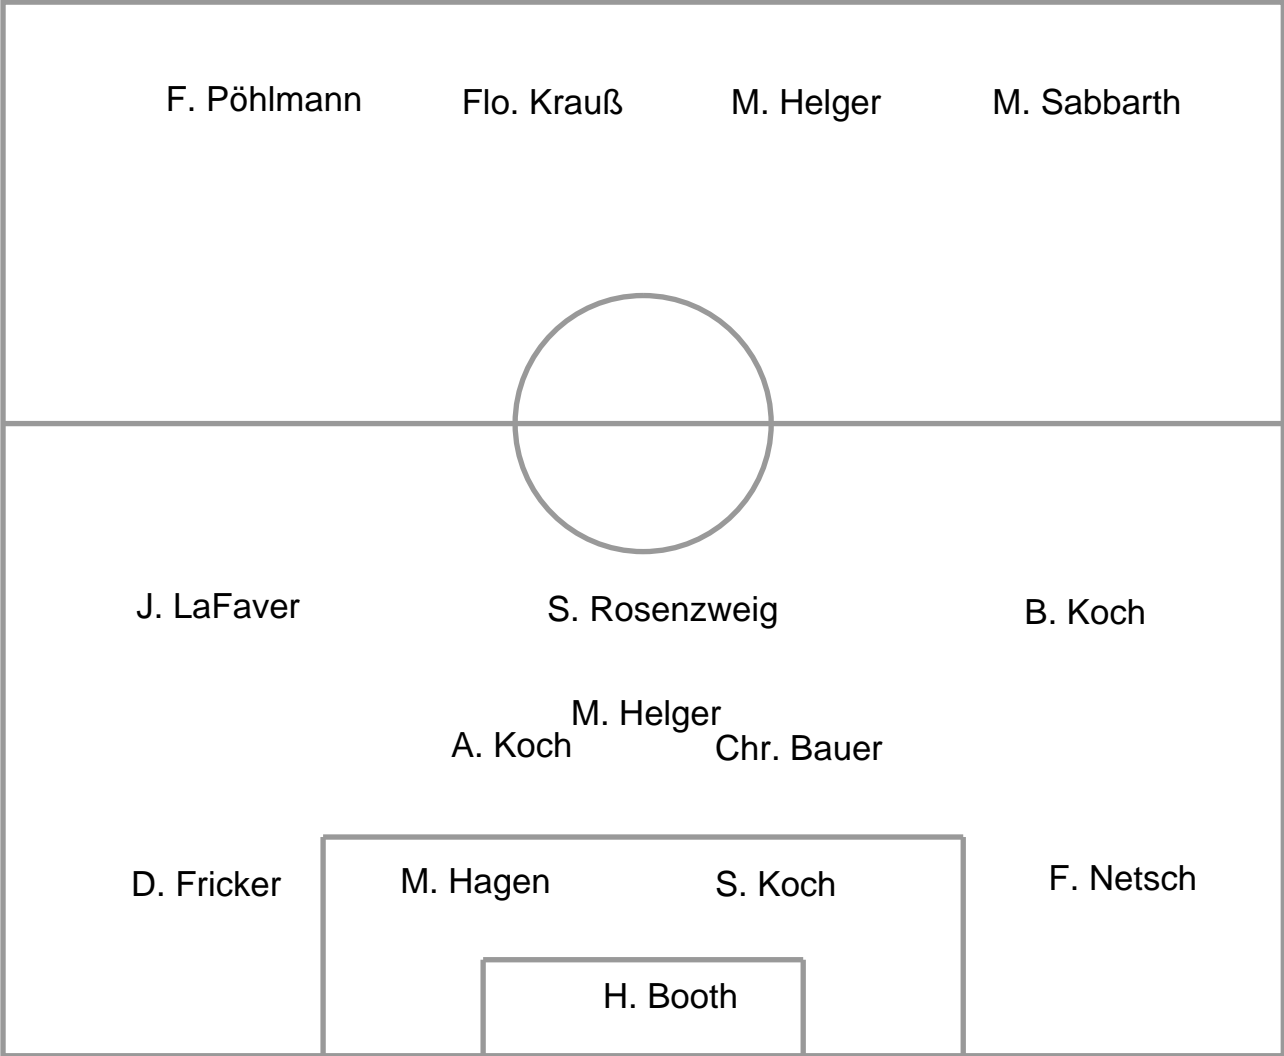 F. Pöhlmann
Flo. Krauß
M. Helger
M. Sabbarth
J. LaFaver
S. Rosenzweig
B. Koch
M. Helger
A. Koch
Chr. Bauer
D. Fricker
M. Hagen
S. Koch
F. Netsch
H. Booth